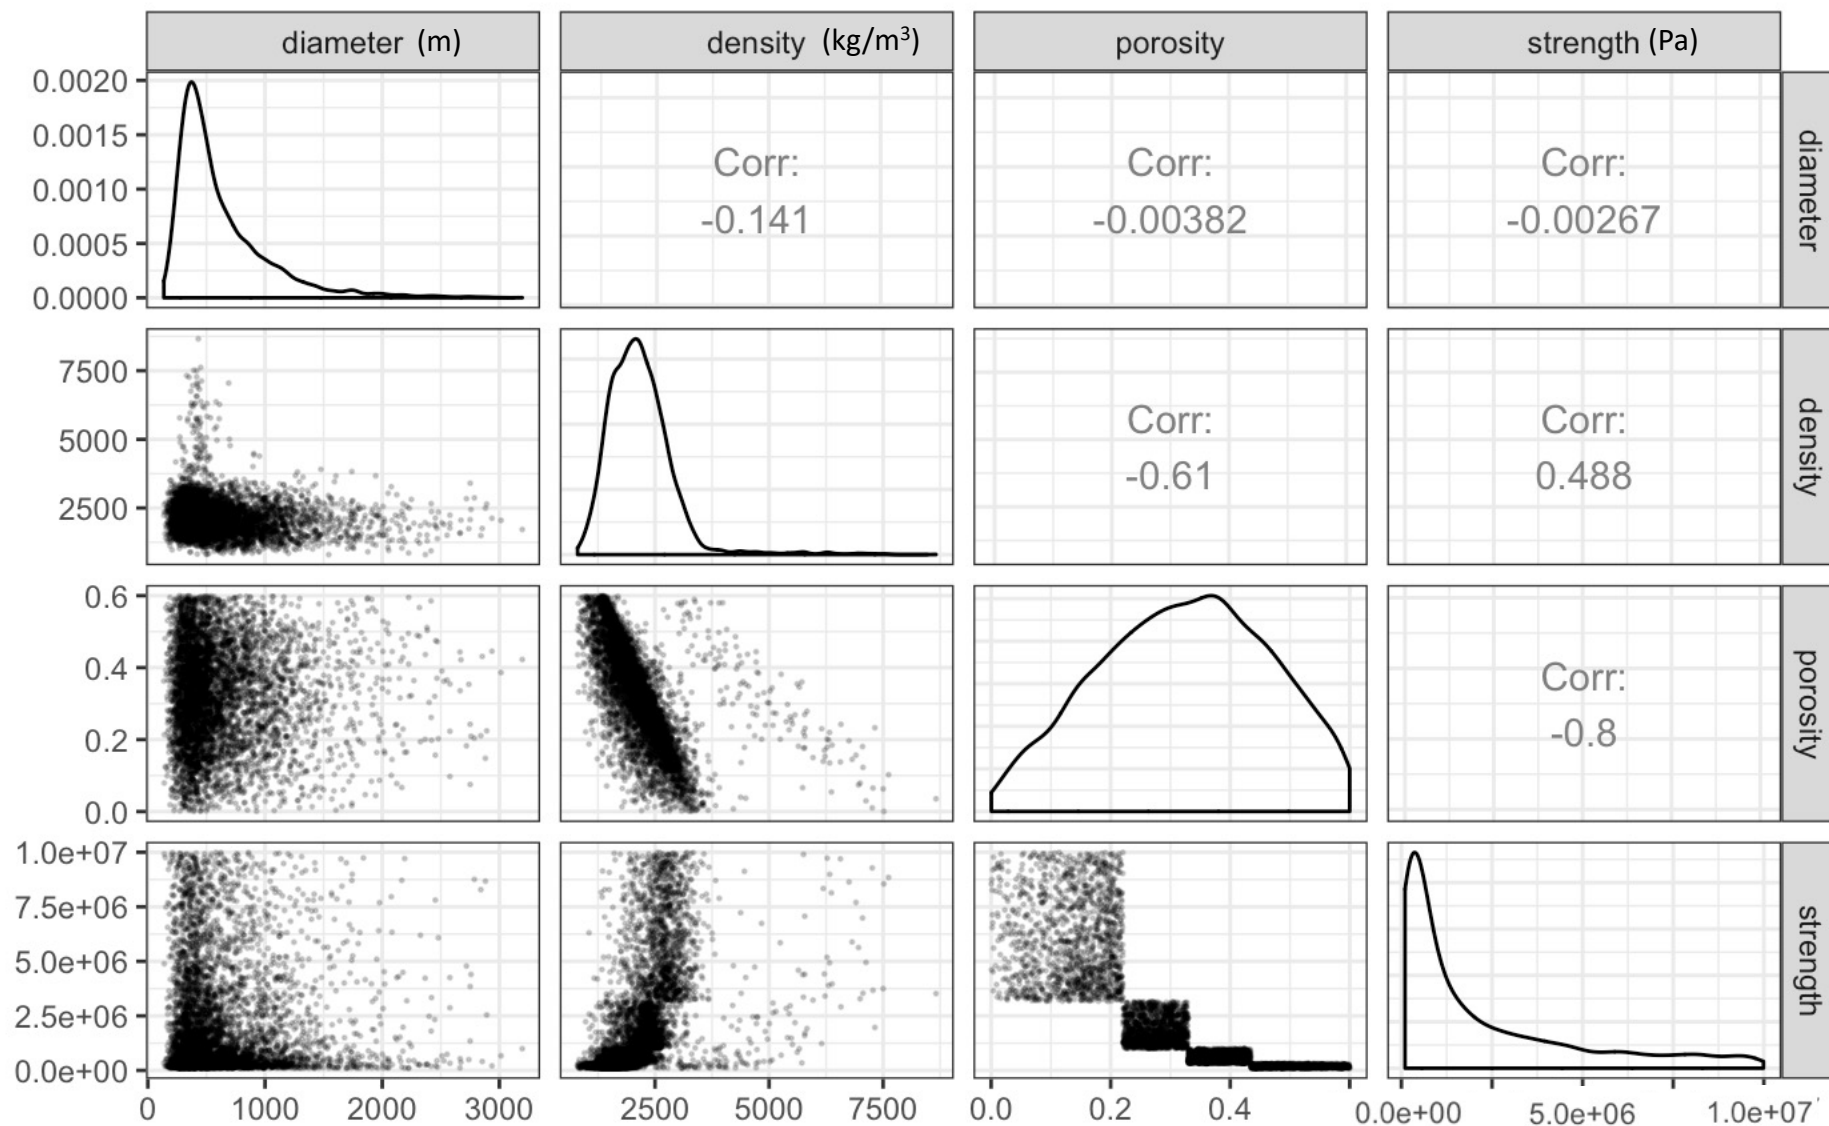 diameter (m)
density (kg/m³)
porosity
strength (Pa)
0.0020
0.0015
0.0010
0.0005
0.0000
Corr:
-0.141
Corr:
-0.00382
Corr:
-0.00267
diameter
7500
5000
2500
Corr:
-0.61
Corr:
0.488
density
0.6
0.4
0.2
0.0
Corr:
-0.8
porosity
1.0e+07
7.5e+06
5.0e+06
2.5e+06
0.0e+00
strength
0 1000 2000 3000
2500 5000 7500
0.0 0.2 0.4
0.0e+00 5.0e+06 1.0e+07